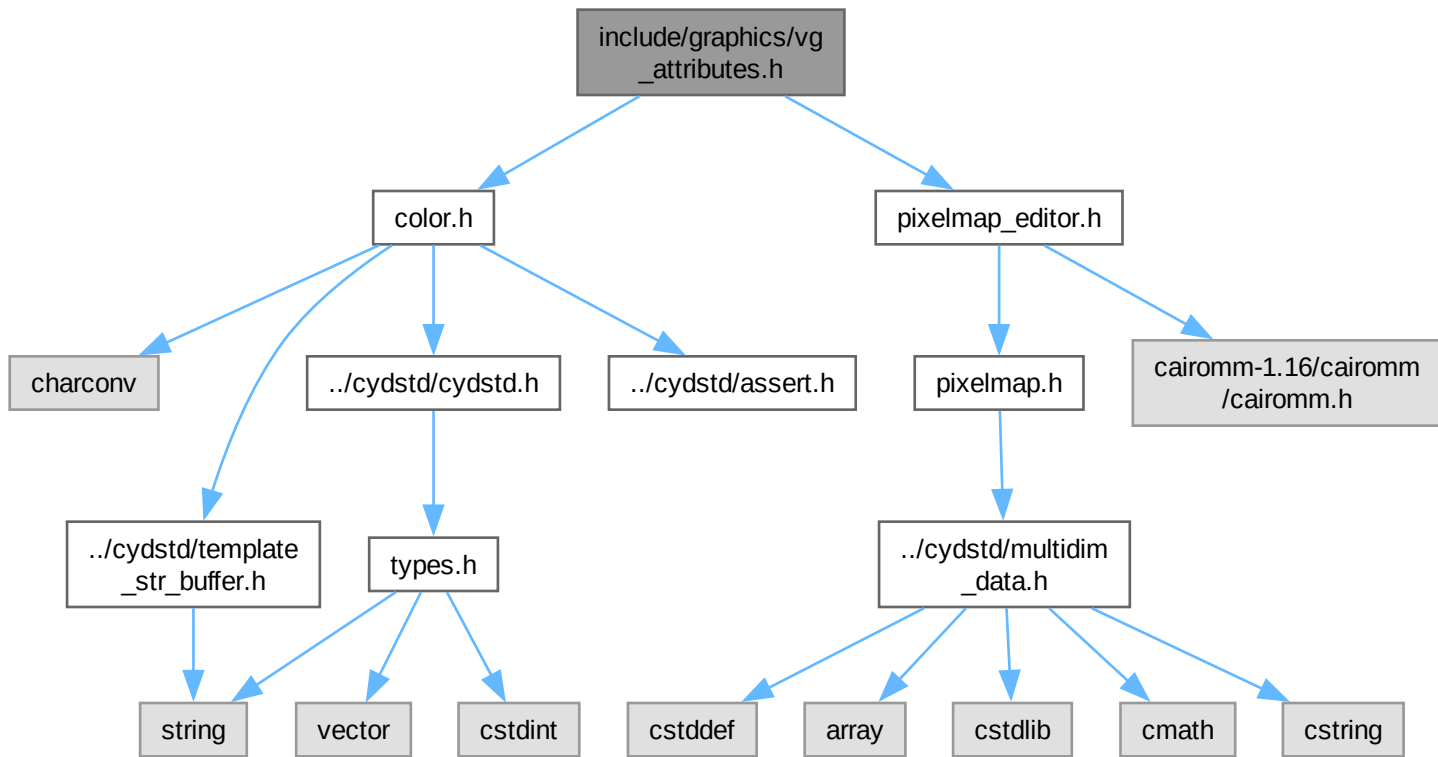 include/graphics/vg
_attributes.h
color.h
pixelmap_editor.h
charconv
../cydstd/cydstd.h
../cydstd/assert.h
pixelmap.h
cairomm-1.16/cairomm
/cairomm.h
../cydstd/template
_str_buffer.h
types.h
../cydstd/multidim
_data.h
string
vector
cstdint
cstddef
array
cstdlib
cmath
cstring